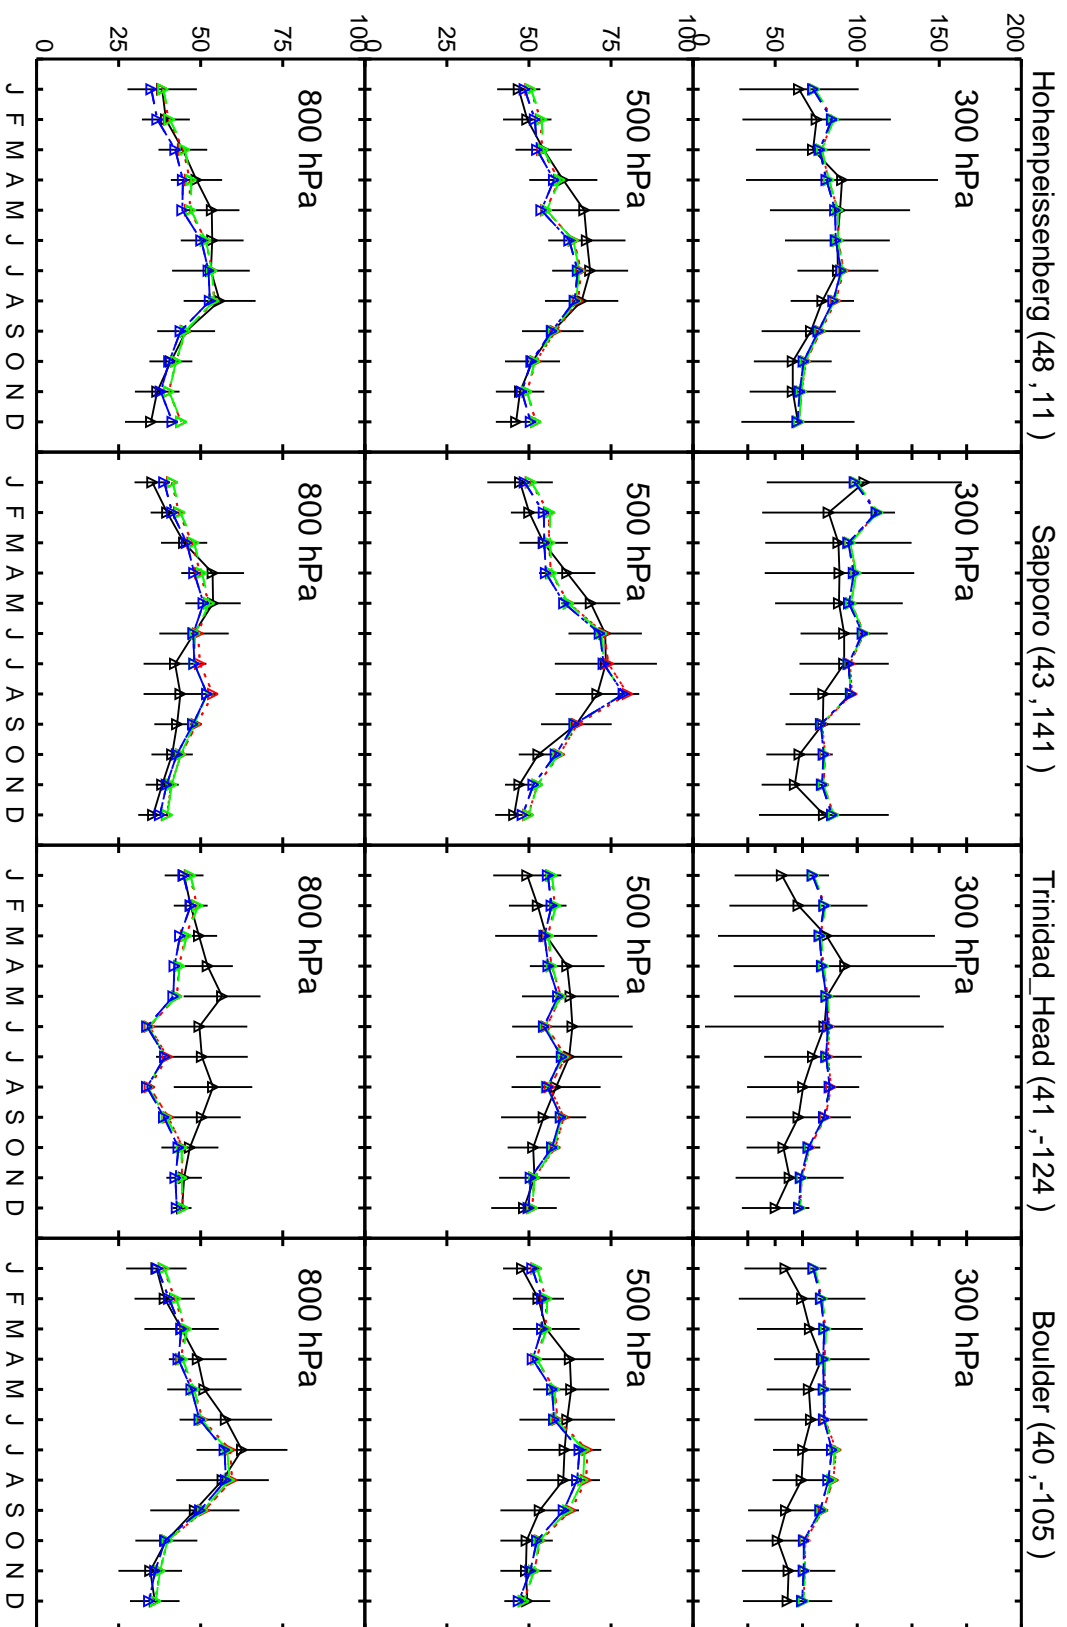 Hohenpeissenberg (48 ,11 )
Sapporo (43 ,141 )
Trinidad_Head (41 ,-124 )
Boulder (40 ,-105 )
200
150
100
50
0
300 hPa
300 hPa
300 hPa
300 hPa
100
75
50
0
500 hPa
500 hPa
500 hPa
500 hPa
100
75
50
25
0
800 hPa
800 hPa
800 hPa
800 hPa
J F M A M J J A S O N D
J F M A M J J A S O N D
J F M A M J J A S O N D
J F M A M J J A S O N D